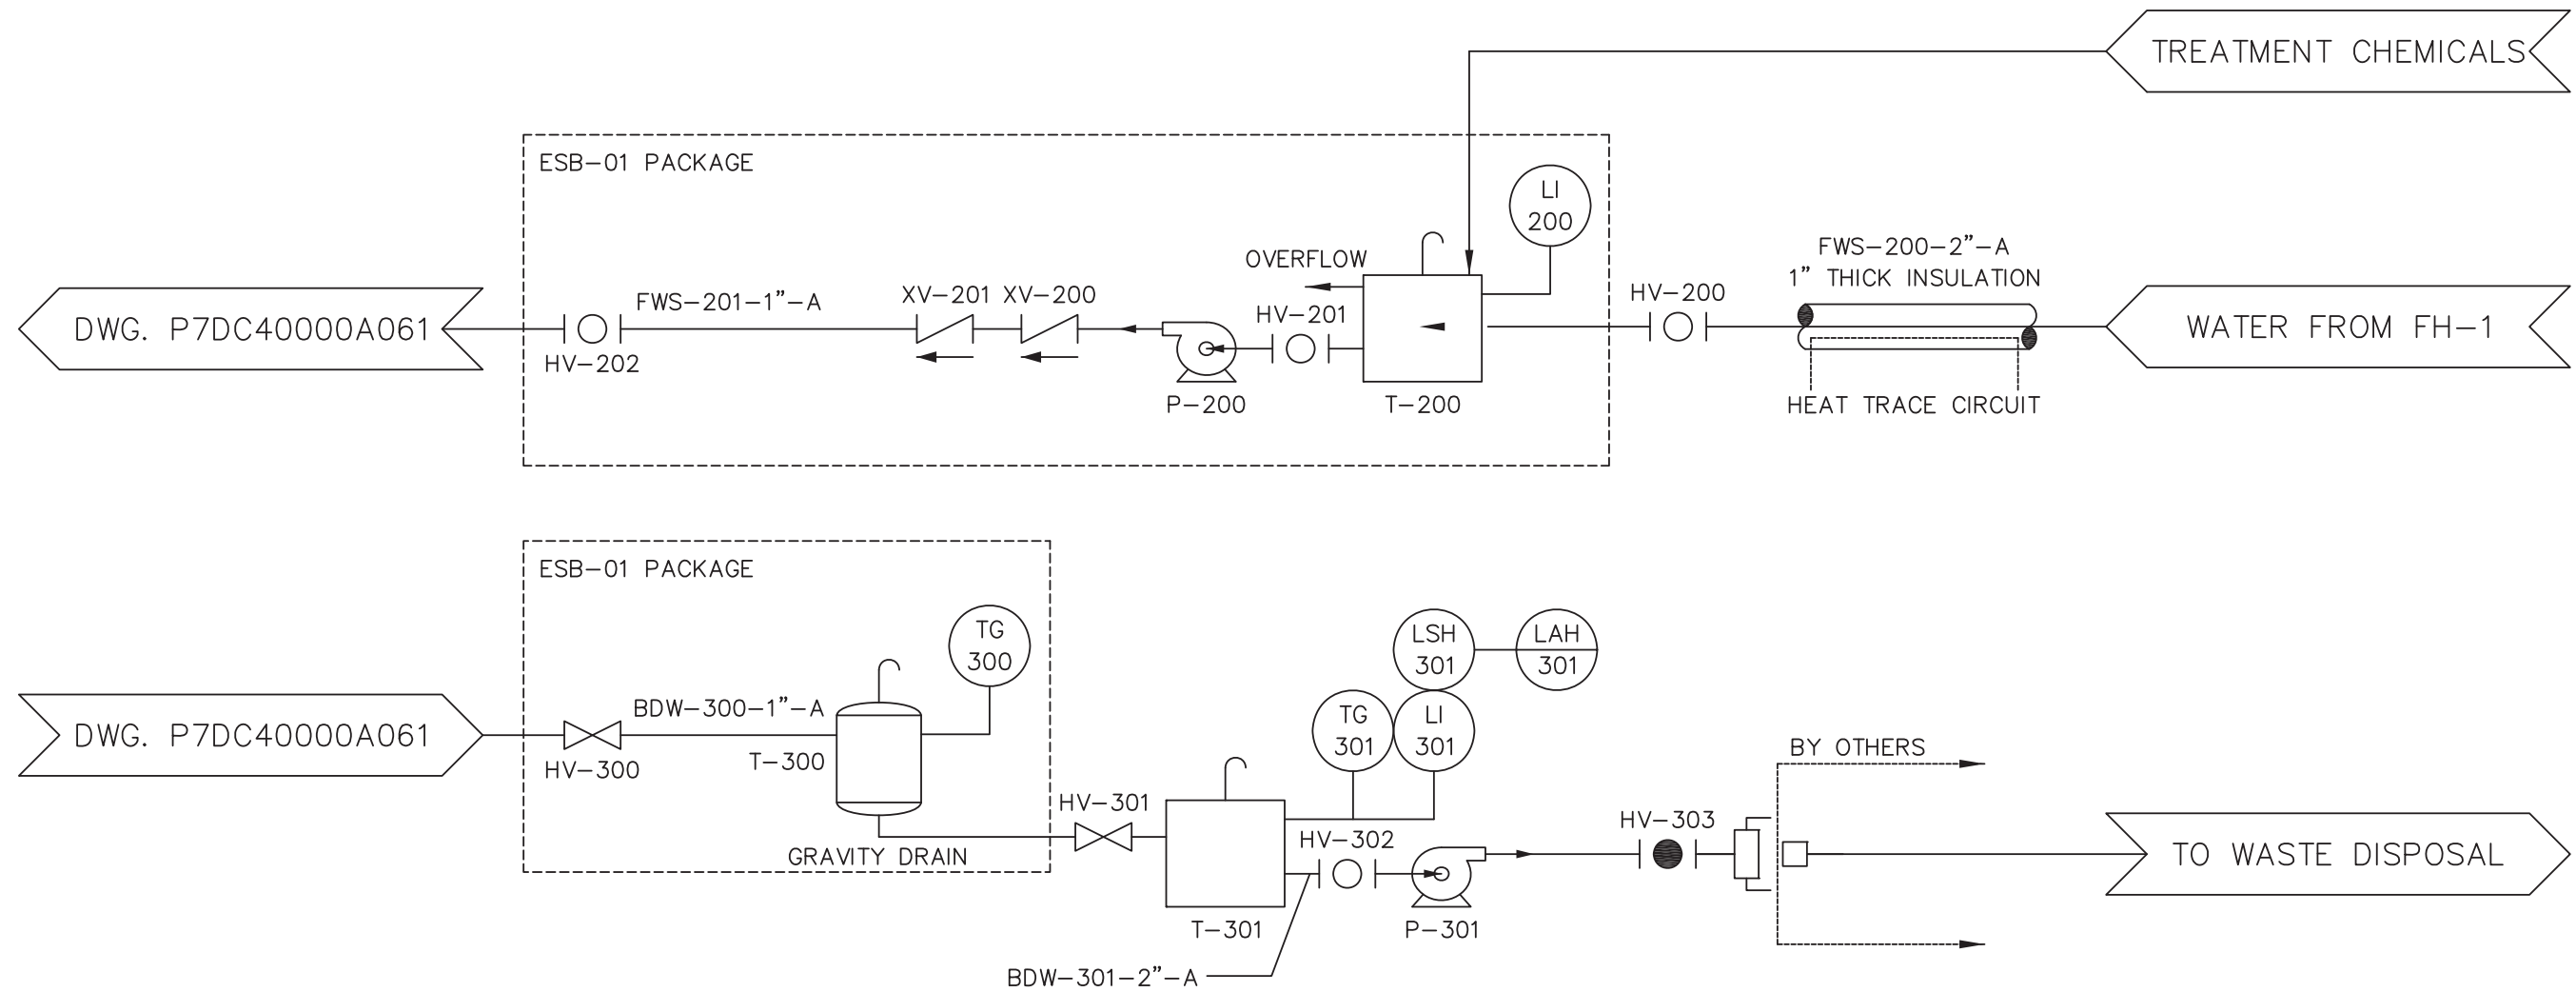 TREATMENT CHEMICALS
ESB-01 PACKAGE
LI
200
OVERFLOW
FWS-200-2”-A
1” THICK INSULATION
DWG. P7DC40000A061
FWS-201-1”-A
XV-201
XV-200
HV-201
HV-200
WATER FROM FH-1
HV-202
P-200
T-200
HEAT TRACE CIRCUIT
ESB-01 PACKAGE
TG
300
LSH
301
LAH
301
DWG. P7DC40000A061
BDW-300-1”-A
TG
301
LI
301
HV-300
T-300
BY OTHERS
HV-301
GRAVITY DRAIN
HV-302
HV-303
TO WASTE DISPOSAL
T-301
P-301
BDW-301-2”-A